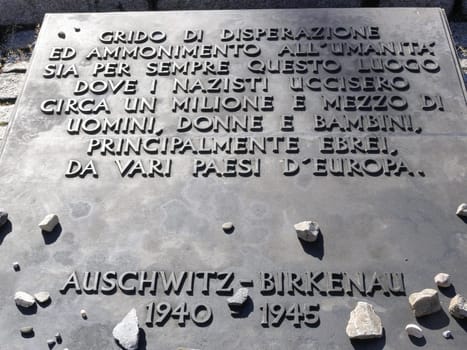 GRIDO DI DISPERAZIONE
ED AMMONIMENTO ALL'UMANITÀ
SIA PER SEMPRE QUESTO LUOGO
DOVE I NAZISTI UCCISERO
CIRCA UN MILIONE E MEZZO DI
UOMINI, DONNE E BAMBINI,
PRINCIPALMENTE EBREI,
DA VARI PAESI D'EUROPA.
AUSCHWITZ-BIRKENAU
1940 - 1945